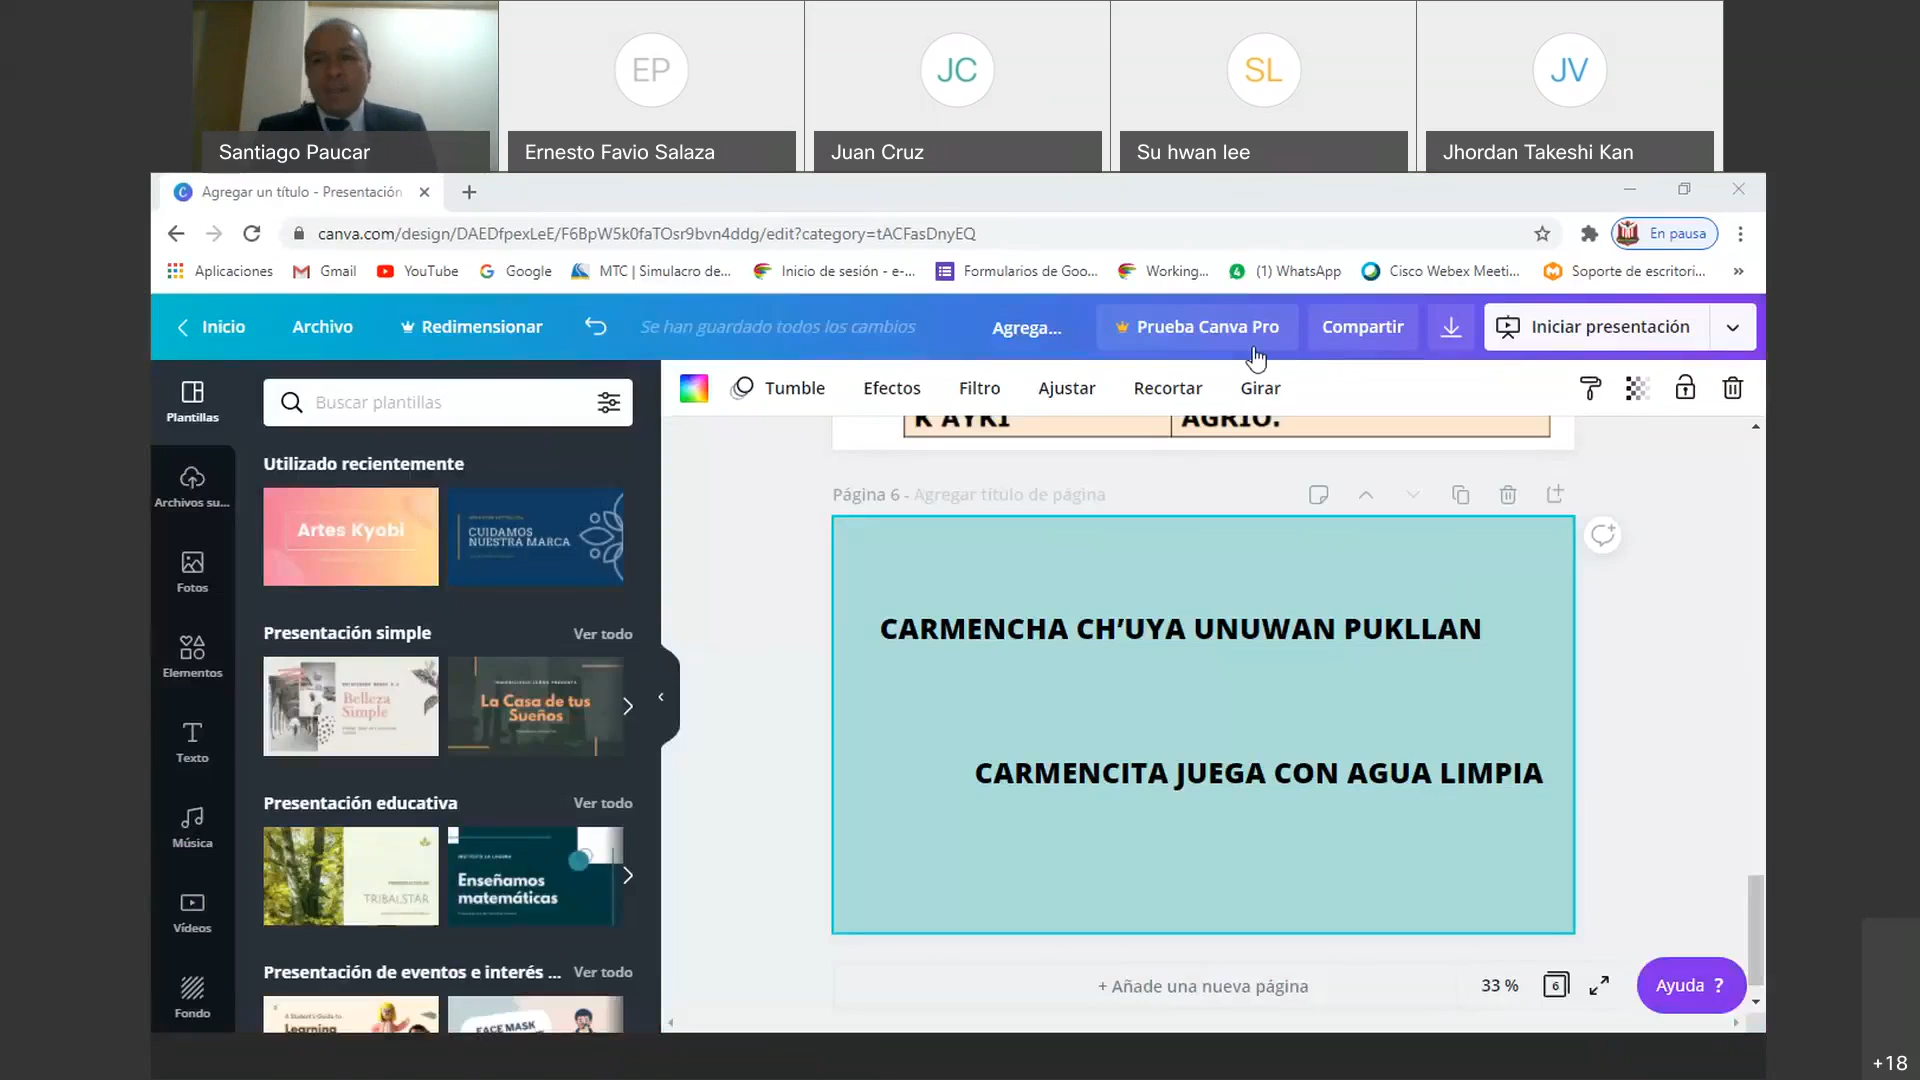 EP
JC
SL
JV
Santiago Paucar
Ernesto Favio Salaza
Juan Cruz
Su hwan lee
Jhordan Takeshi Kan
Agregar un título - Presentación
canva.com/design/DAEDfpexLeE/F6BpW5k0faTOsr9bvn4ddg/edit?category=tACFasDnyEQ
En pausa
Aplicaciones
Gmail
YouTube
Google
MTC | Simulacro de...
Inicio de sesión - e-...
Formularios de Goo...
Working...
(1) WhatsApp
Cisco Webex Meeti...
Soporte de escritori...
Inicio
Archivo
Redimensionar
Se han guardado todos los cambios
Agrega...
Prueba Canva Pro
Compartir
Iniciar presentación
Plantillas
Buscar plantillas
Tumble
Efectos
Filtro
Ajustar
Recortar
Girar
K'AYKI
AGRIO.
Archivos su...
Utilizado recientemente
Artes Kyobi
CUIDAMOS
NUESTRA MARCA
Página 6 - Agregar título de página
Fotos
CARMENCHA CH'UYA UNUWAN PUKLLAN
Presentación simple
Ver todo
Elementos
Belleza
Simple
La Casa de tus
Sueños
Texto
CARMENCITA JUEGA CON AGUA LIMPIA
Presentación educativa
Ver todo
Música
TRIBALSTAR
Enseñamos
matemáticas
Vídeos
Presentación de eventos e interés ...
Ver todo
Fondo
A Student's Guide to
Learning
FACE MASK
+ Añade una nueva página
33 %
6
Ayuda ?
+18